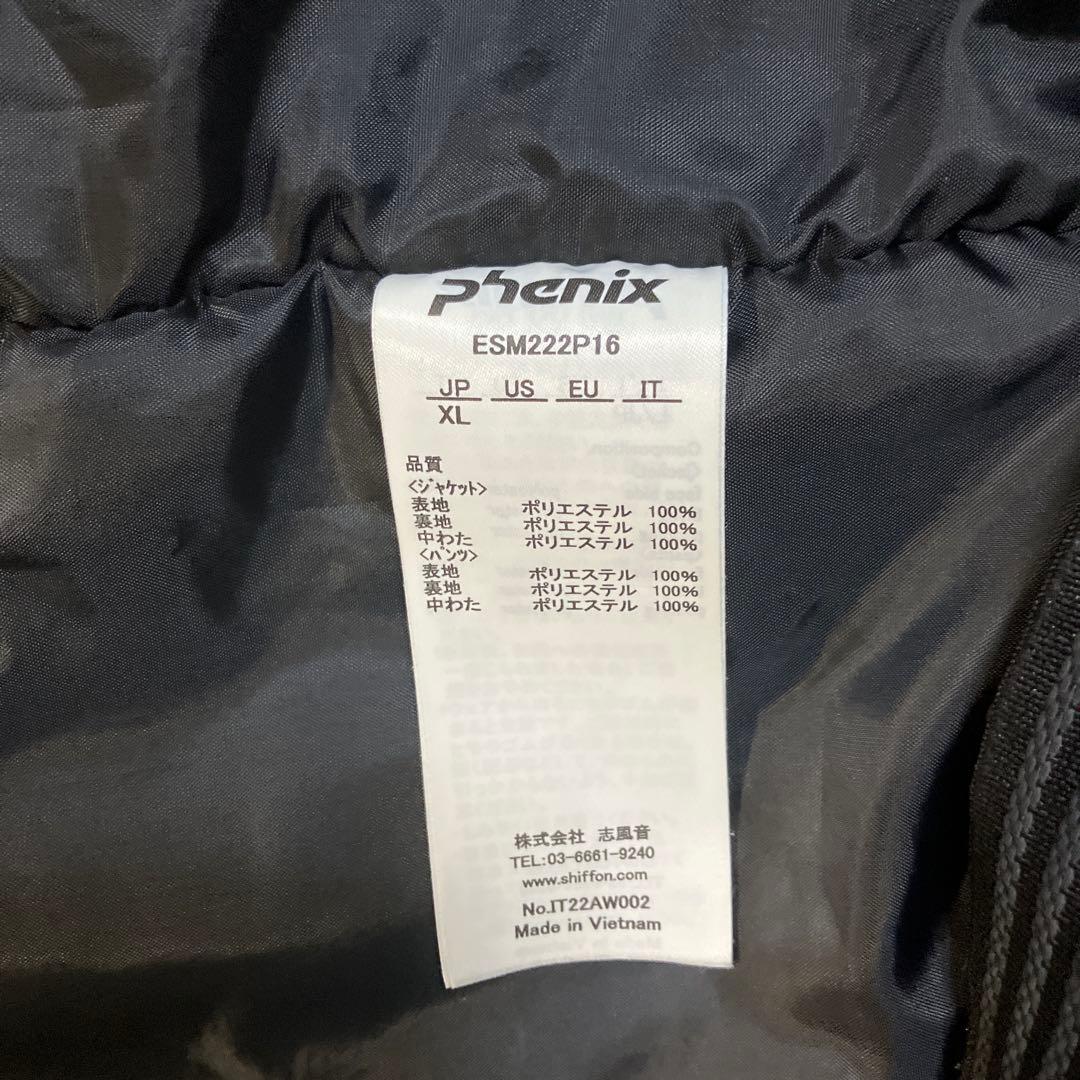 phenix
ESM222P16
JP US EU IT
XL
品質
<ジャケット>
表地 ポリエステル 100%
裏地 ポリエステル 100%
中わた ポリエステル 100%
<パンツ>
表地 ポリエステル 100%
裏地 ポリエステル 100%
中わた ポリエステル 100%
株式会社 志風音
TEL:03-6661-9240
www.shiffon.com
No.IT22AW002
Made in Vietnam